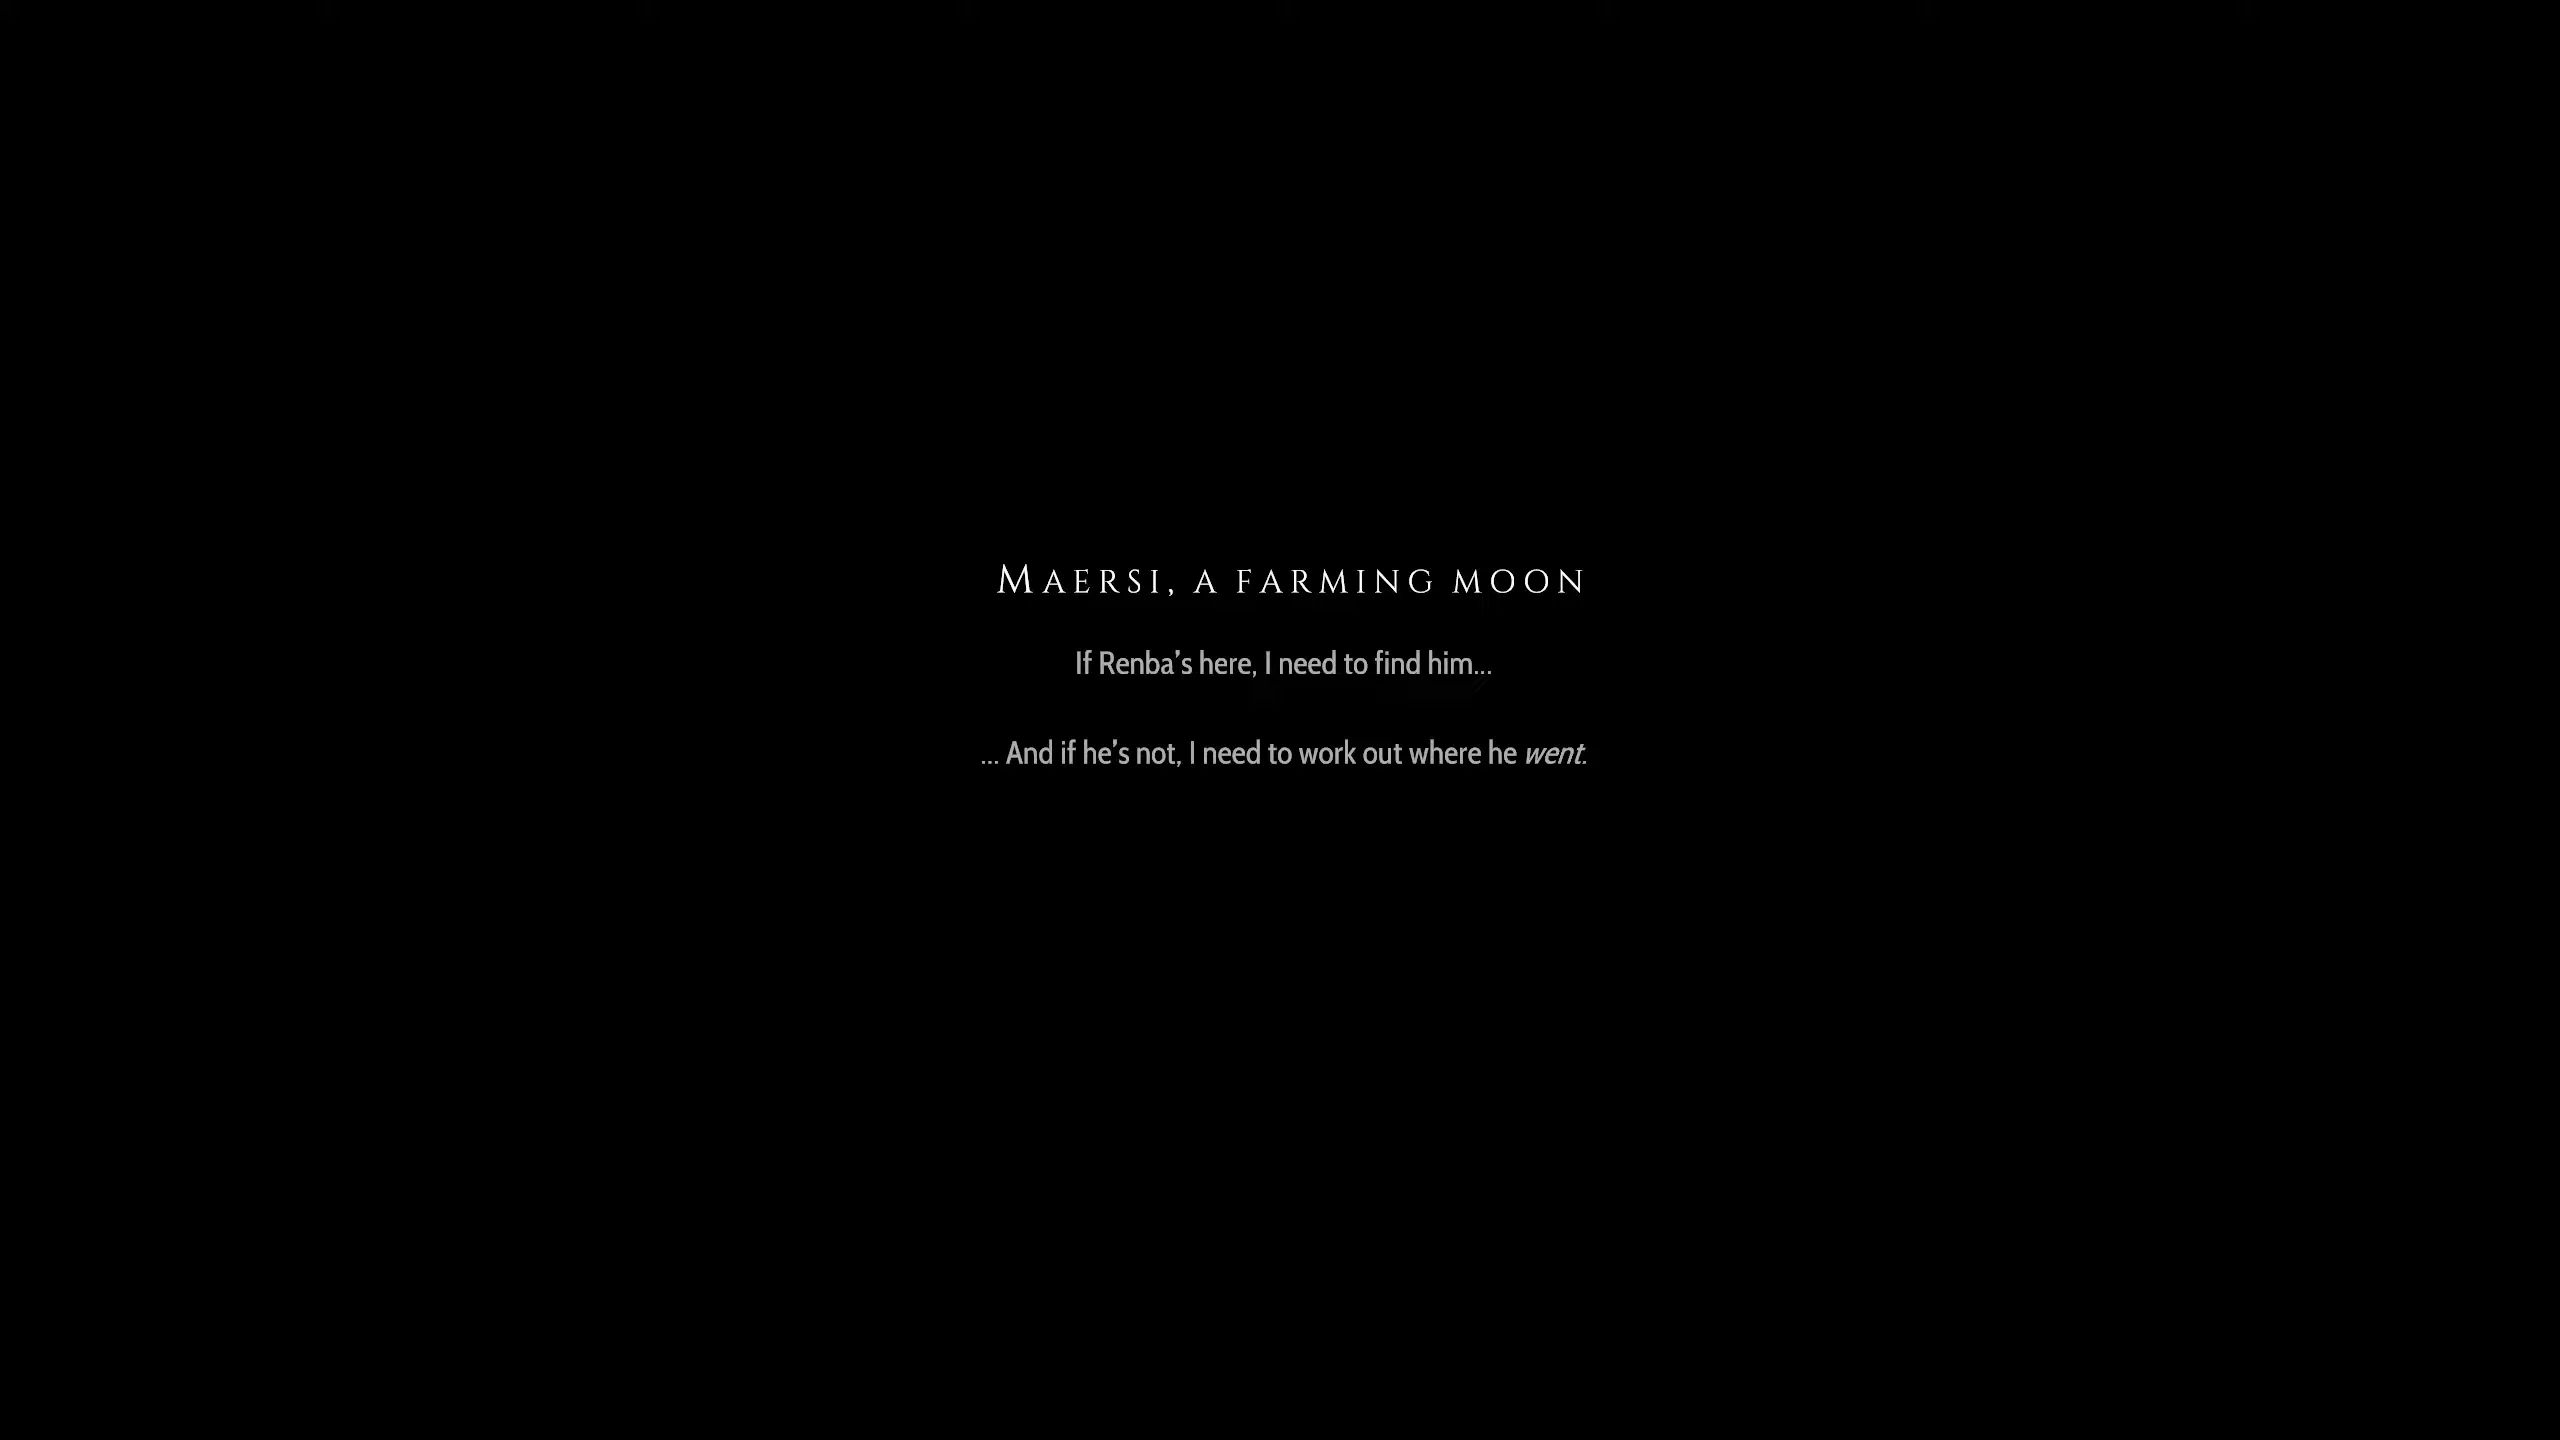 MAERSI, A FARMING MOON
If Renba's here, I need to find him...
... And if he's not, I need to work out where he went.